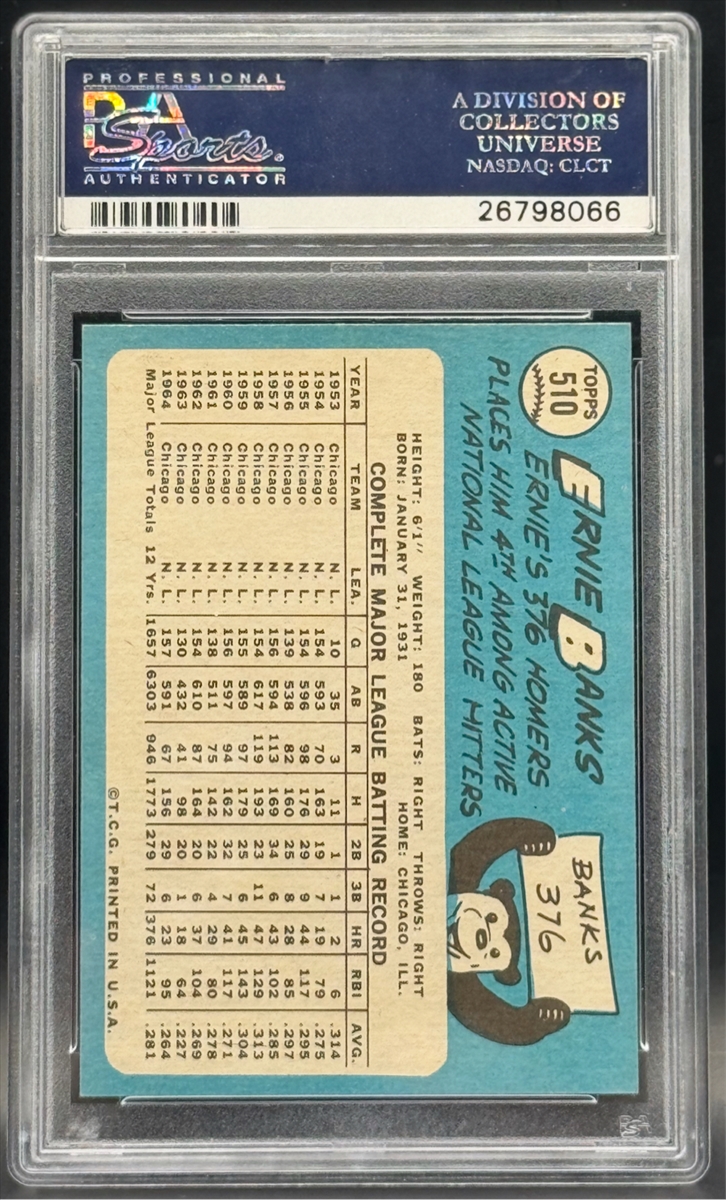 PROFESSIONAL
PSA
Sports
AUTHENTICATOR
A DIVISION OF
COLLECTORS
UNIVERSE
NASDAQ: CLCT
26798066
TOPPS
510
ERNIE BANKS
ERNIE'S 376 HOMERS
PLACES HIM 4TH AMONG ACTIVE
NATIONAL LEAGUE HITTERS
BANKS
376
HEIGHT: 6'1" WEIGHT: 180 BATS: RIGHT THROWS: RIGHT
BORN: JANUARY 31, 1931 HOME: CHICAGO, ILL.
COMPLETE MAJOR LEAGUE BATTING RECORD
YEAR TEAM LEA. G AB R H 2B 3B HR RBI AVG.
1953 Chicago N. L. 10 35 3 11 1 1 2 6 .314
1954 Chicago N. L. 154 593 70 163 19 7 19 79 .275
1955 Chicago N. L. 154 596 98 176 29 9 44 117 .295
1956 Chicago N. L. 139 538 82 160 25 8 28 85 .297
1957 Chicago N. L. 156 594 113 169 34 6 43 102 .285
1958 Chicago N. L. 154 617 119 193 23 11 47 129 .313
1959 Chicago N. L. 155 589 97 179 25 6 45 143 .304
1960 Chicago N. L. 156 597 94 162 32 7 41 117 .271
1961 Chicago N. L. 138 511 75 142 22 4 29 80 .278
1962 Chicago N. L. 154 610 87 164 20 6 37 104 .269
1963 Chicago N. L. 130 432 41 98 20 1 18 64 .227
1964 Chicago N. L. 157 591 67 156 29 6 23 95 .264
Major League Totals 12 Yrs. 1657 6303 946 1773 279 72 376 1121 .281
©T.C.G. PRINTED IN U.S.A.
PSA